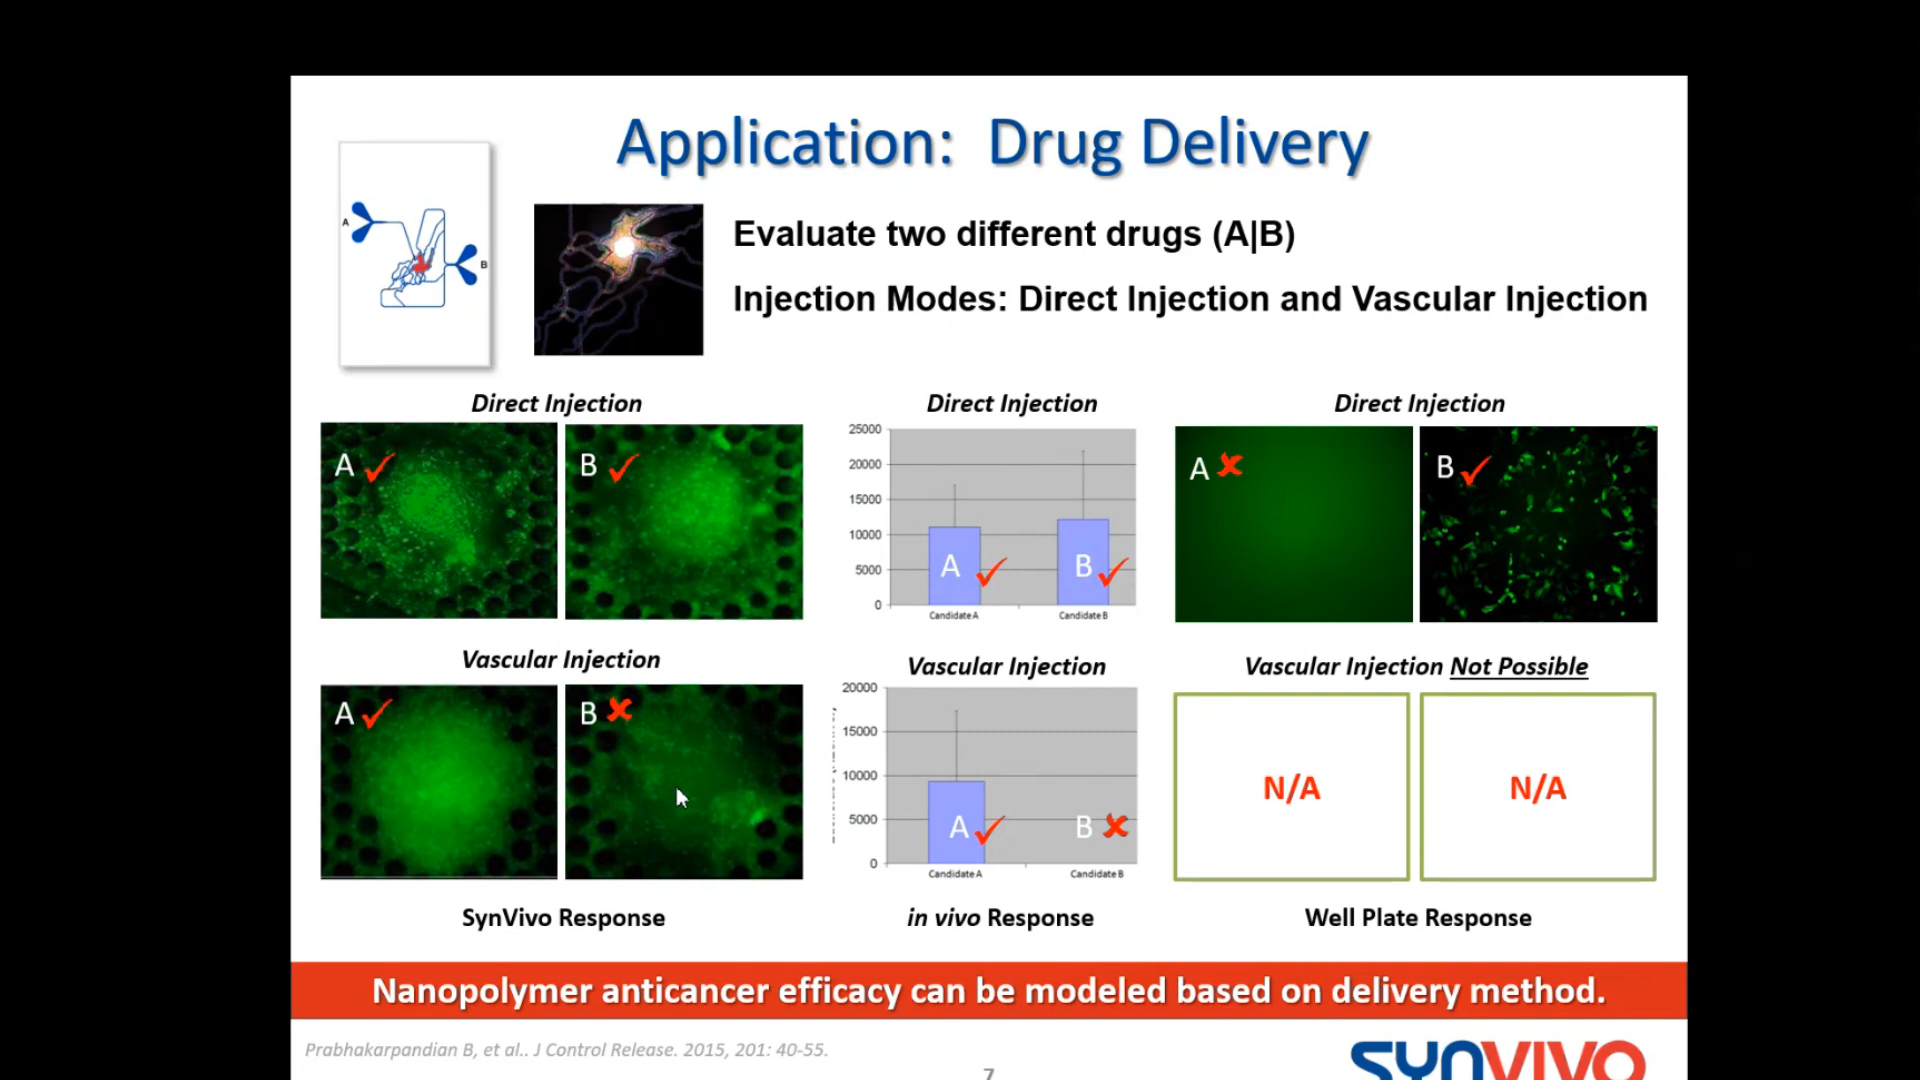 Application: Drug Delivery
A
B
Evaluate two different drugs (A|B)
Injection Modes: Direct Injection and Vascular Injection
Direct Injection
A
B
Direct Injection
25000
20000
15000
10000
5000
0
A
B
Candidate A
Candidate B
Direct Injection
A
B
Vascular Injection
A
B
Vascular Injection
20000
15000
10000
5000
0
A
B
Candidate A
Candidate B
Vascular Injection Not Possible
N/A
N/A
SynVivo Response
in vivo Response
Well Plate Response
Nanopolymer anticancer efficacy can be modeled based on delivery method.
Prabhakarpandian B, et al.. J Control Release. 2015, 201: 40-55.
7
SYNVIVO